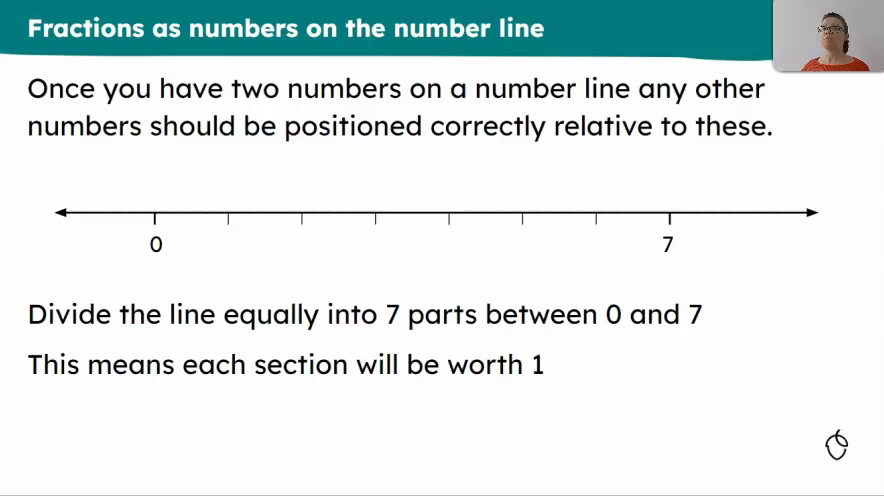 Fractions as numbers on the number line
Once you have two numbers on a number line any other
numbers should be positioned correctly relative to these.
0 7
Divide the line equally into 7 parts between 0 and 7
This means each section will be worth 1